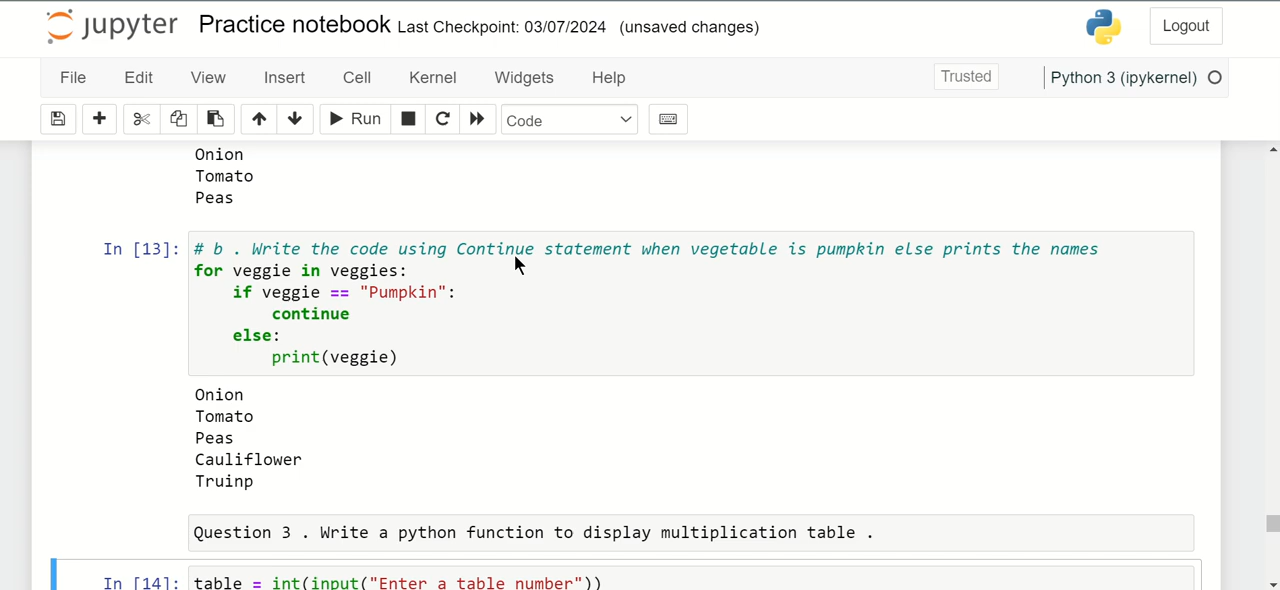 jupyter Practice notebook Last Checkpoint: 03/07/2024 (unsaved changes) Logout
File Edit View Insert Cell Kernel Widgets Help Trusted Python 3 (ipykernel)
Run Code
Onion
Tomato
Peas
In [13]: # b . Write the code using Continue statement when vegetable is pumpkin else prints the names
for veggie in veggies:
if veggie == "Pumpkin":
continue
else:
print(veggie)
Onion
Tomato
Peas
Cauliflower
Truinp
Question 3 . Write a python function to display multiplication table .
In [14]: table = int(input("Enter a table number"))